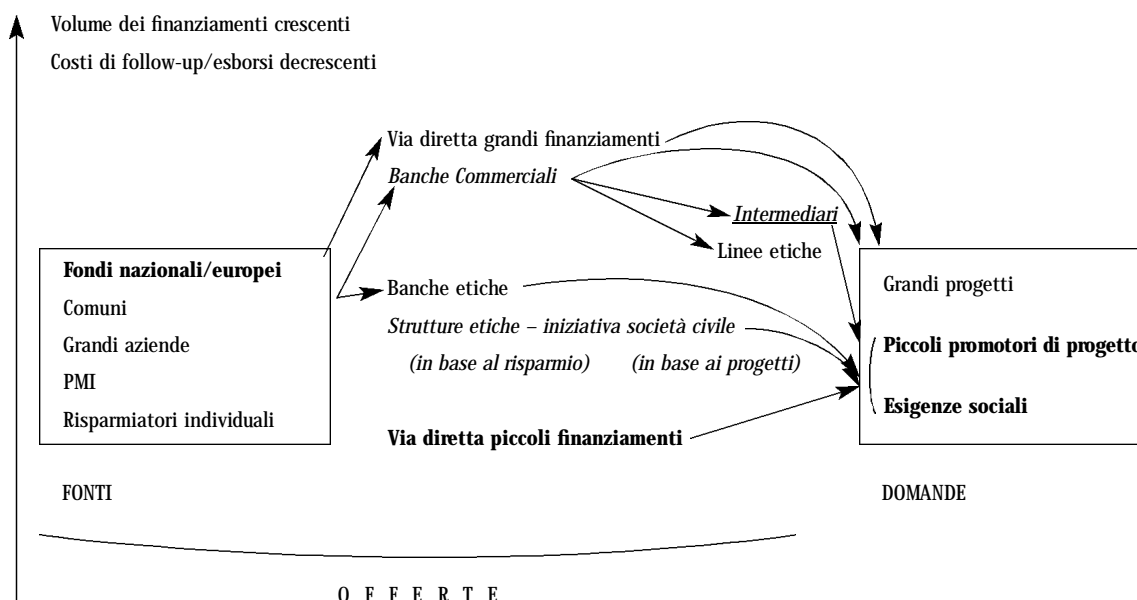 Volume dei finanziamenti crescenti
Costi di follow-up/esborsi decrescenti
Via diretta grandi finanziamenti
Banche Commerciali
Intermediari
Linee etiche
Fondi nazionali/europei
Comuni
Grandi aziende
PMI
Risparmiatori individuali
Banche etiche
Strutture etiche – iniziativa società civile
(in base al risparmio) (in base ai progetti)
Via diretta piccoli finanziamenti
Grandi progetti
Piccoli promotori di progetto
Esigenze sociali
FONTI
DOMANDE
O F F E R T E